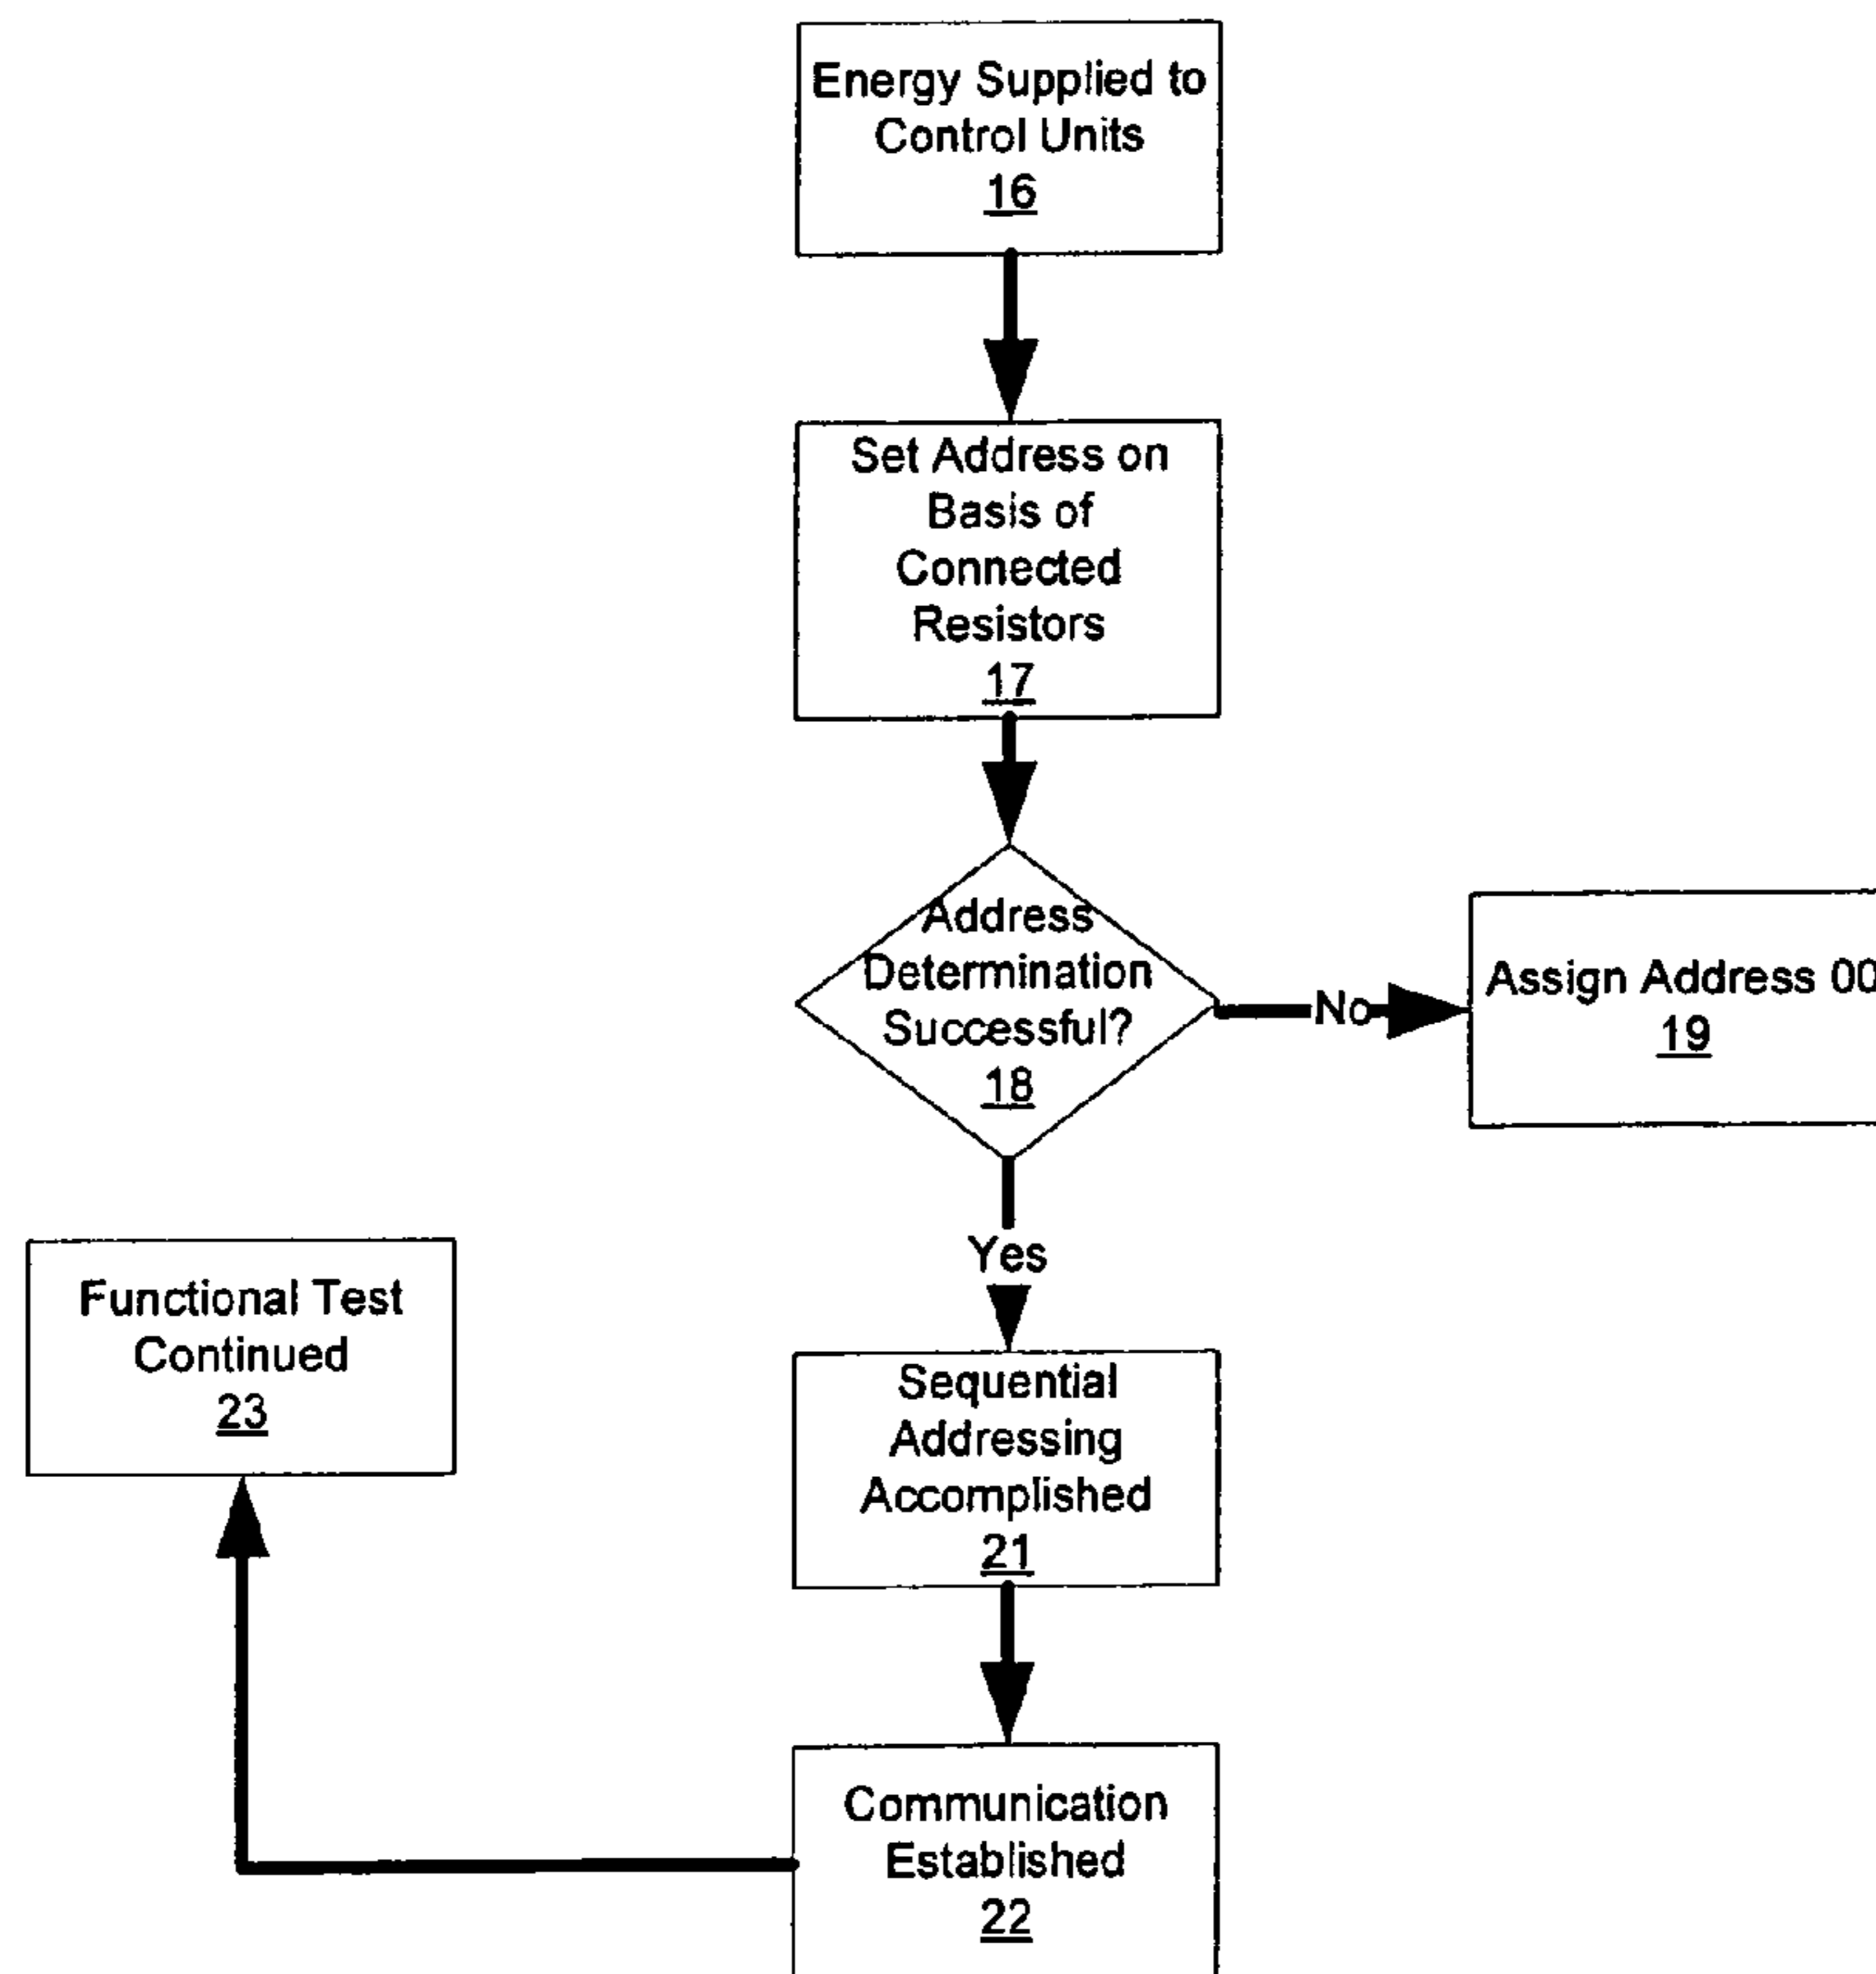 Energy Supplied to
Control Units
16
Set Address on
Basis of
Connected
Resistors
17
Address
Determination
Successful?
18
No
Assign Address 00
19
Yes
Functional Test
Continued
23
Sequential
Addressing
Accomplished
21
Communication
Established
22